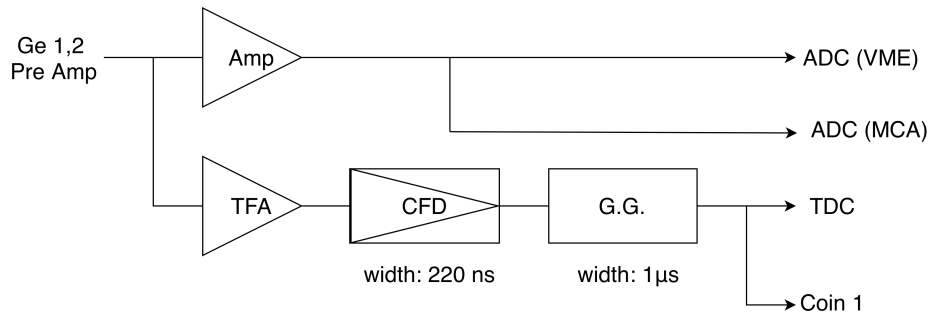 Ge 1,2
Pre Amp
Amp
ADC (VME)
ADC (MCA)
TFA
CFD
G.G.
TDC
width: 220 ns
width: 1μs
Coin 1